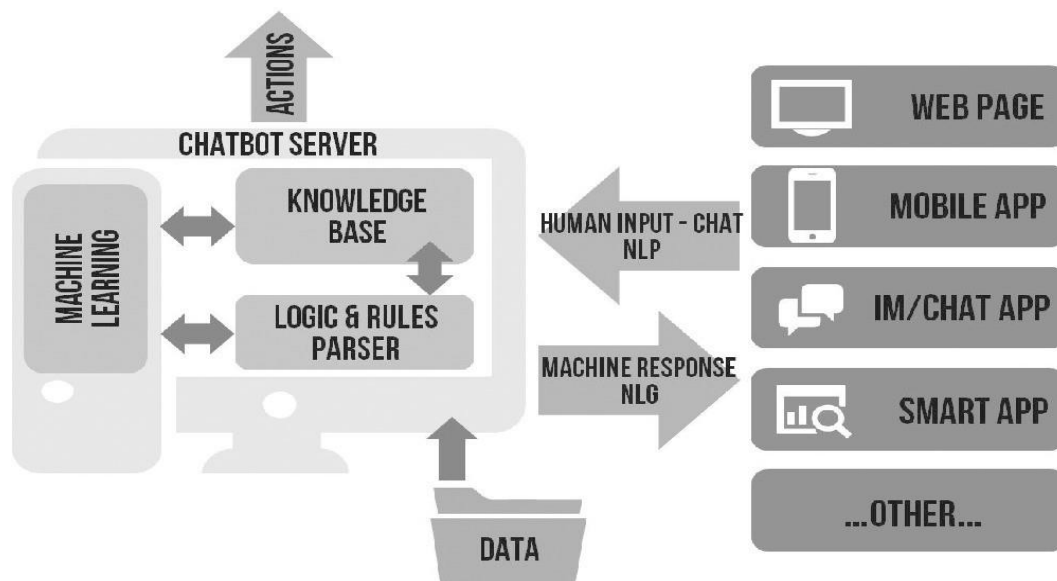 ACTIONS
CHATBOT SERVER
MACHINE
LEARNING
KNOWLEDGE
BASE
LOGIC & RULES
PARSER
HUMAN INPUT - CHAT
NLP
MACHINE RESPONSE
NLG
DATA
WEB PAGE
MOBILE APP
IM/CHAT APP
SMART APP
...OTHER...